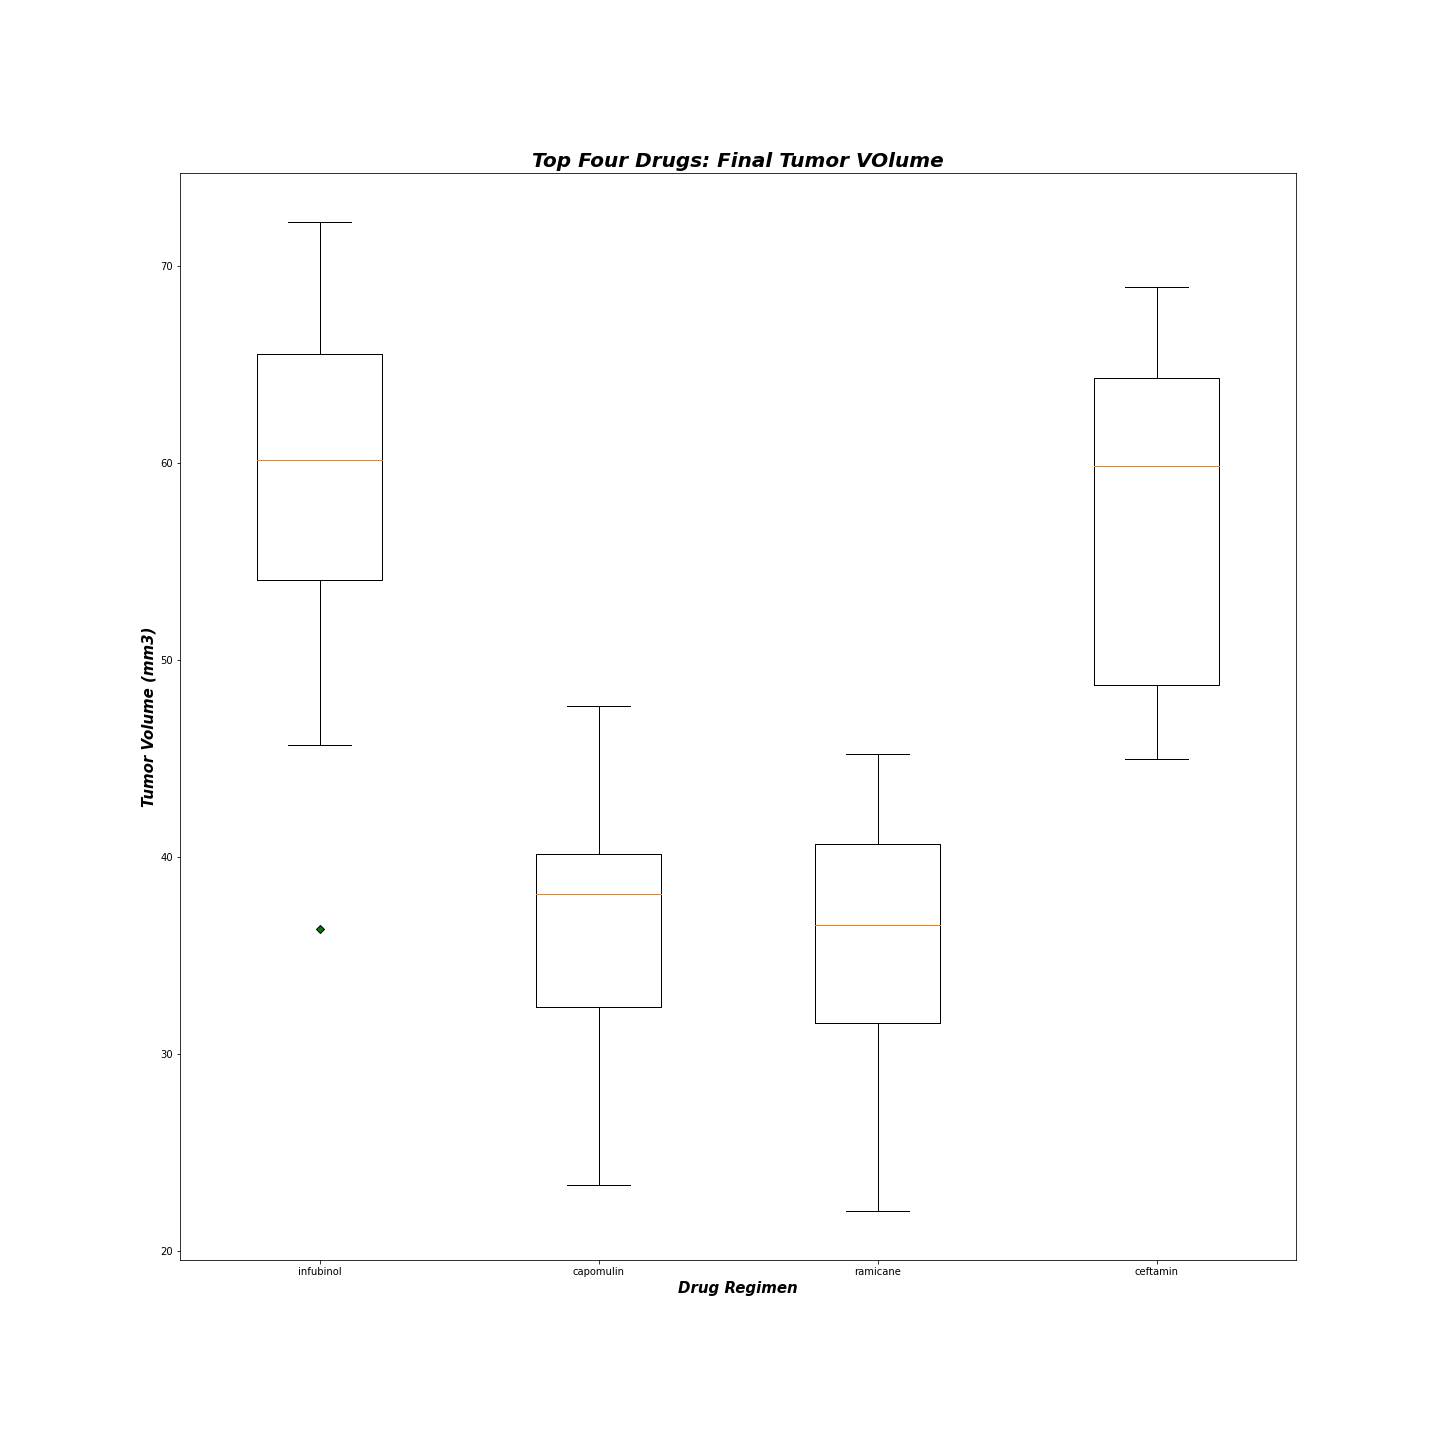 Top Four Drugs: Final Tumor VOlume
Tumor Volume (mm3)
70
60
50
40
30
20
infubinol
capomulin
ramicane
ceftamin
Drug Regimen